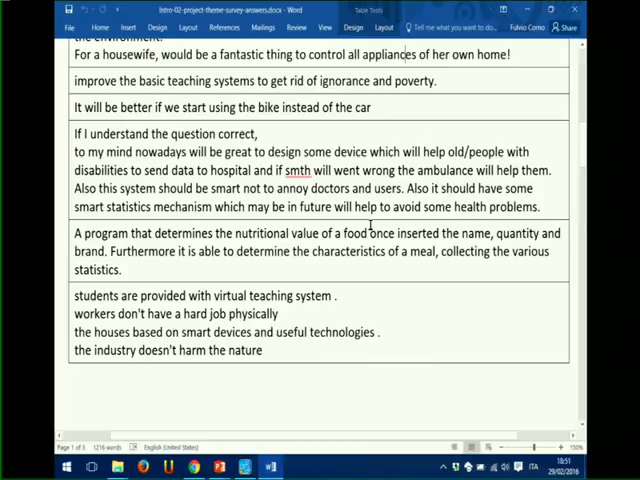 Intro-02-project-theme-survey-answers.docx - Word
Table Tools
File
Home
Insert
Draw
Design
Layout
References
Mailings
Review
View
Design
Layout
Tell me what you want to do...
Fulvio Corno
Share
the environment.
For a housewife, would be a fantastic thing to control all appliances of her own home!
improve the basic teaching systems to get rid of ignorance and poverty.
It will be better if we start using the bike instead of the car
If I understand the question correct,
to my mind nowadays will be great to design some device which will help old/people with
disabilities to send data to hospital and if smth will went wrong the ambulance will help them.
Also this system should be smart not to annoy doctors and users. Also it should have some
smart statistics mechanism which may be in future will help to avoid some health problems.
A program that determines the nutritional value of a food once inserted the name, quantity and
brand. Furthermore it is able to determine the characteristics of a meal, collecting the various
statistics.
students are provided with virtual teaching system .
workers don't have a hard job physically
the houses based on smart devices and useful technologies .
the industry doesn't harm the nature
1216 words
English (United States)
150%
ITA
18:51
29/02/2016